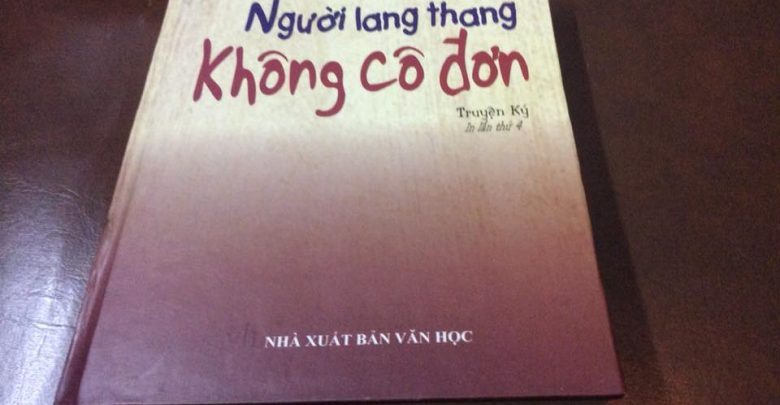 Người lang thang
Không cô đơn
Truyện Ký
In lần thứ 4
NHÀ XUẤT BẢN VĂN HỌC